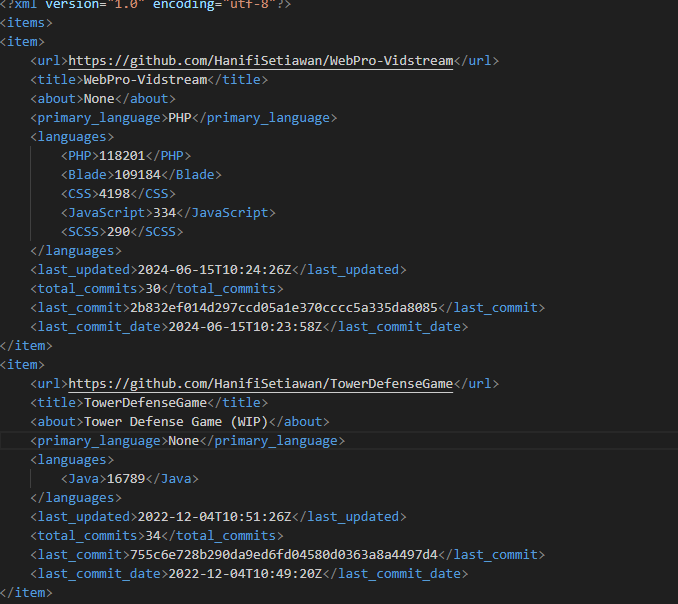 <?xml version="1.0" encoding="utf-8"?>
<items>
<item>
<url>https://github.com/HanifiSetiawan/WebPro-Vidstream</url>
<title>WebPro-Vidstream</title>
<about>None</about>
<primary_language>PHP</primary_language>
<languages>
<PHP>118201</PHP>
<Blade>109184</Blade>
<CSS>4198</CSS>
<JavaScript>334</JavaScript>
<SCSS>290</SCSS>
</languages>
<last_updated>2024-06-15T10:24:26Z</last_updated>
<total_commits>30</total_commits>
<last_commit>2b832ef014d297ccd05a1e370cccc5a335da8085</last_commit>
<last_commit_date>2024-06-15T10:23:58Z</last_commit_date>
</item>
<item>
<url>https://github.com/HanifiSetiawan/TowerDefenseGame</url>
<title>TowerDefenseGame</title>
<about>Tower Defense Game (WIP)</about>
<primary_language>None</primary_language>
<languages>
<Java>16789</Java>
</languages>
<last_updated>2022-12-04T10:51:26Z</last_updated>
<total_commits>34</total_commits>
<last_commit>755c6e728b290da9ed6fd04580d0363a8a4497d4</last_commit>
<last_commit_date>2022-12-04T10:49:20Z</last_commit_date>
</item>